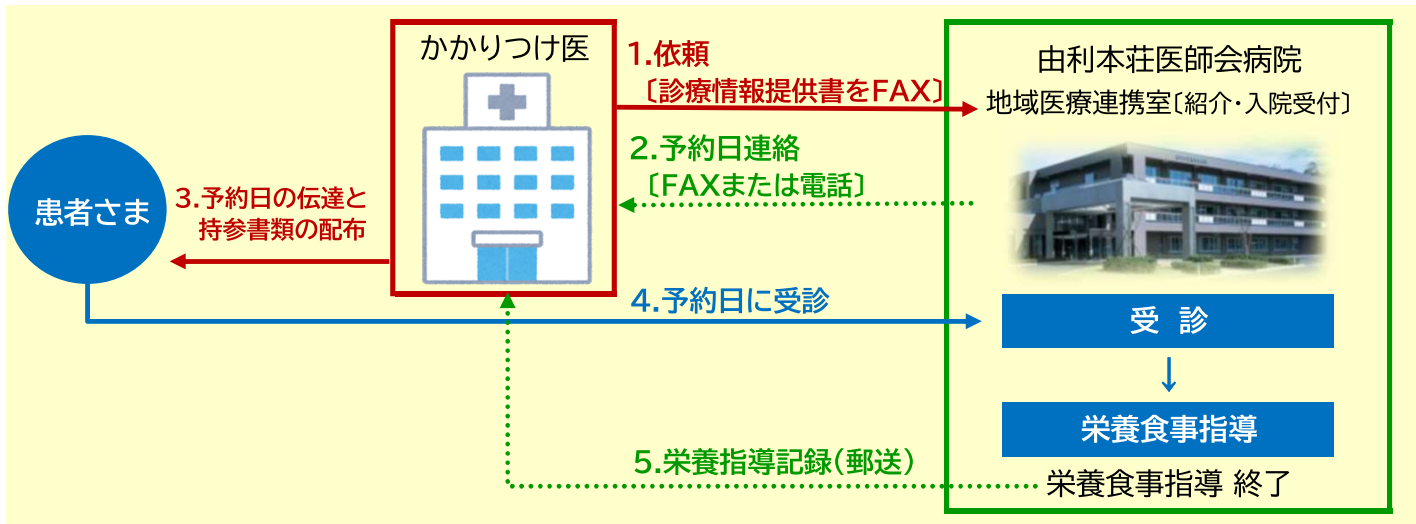 かかりつけ医
1.依頼
〔診療情報提供書をFAX〕
由利本荘医師会病院
地域医療連携室〔紹介・入院受付〕
2.予約日連絡
〔FAXまたは電話〕
患者さま
3.予約日の伝達と
持参書類の配布
4.予約日に受診
受 診
↓
栄養食事指導
5.栄養指導記録(郵送)
栄養食事指導 終了